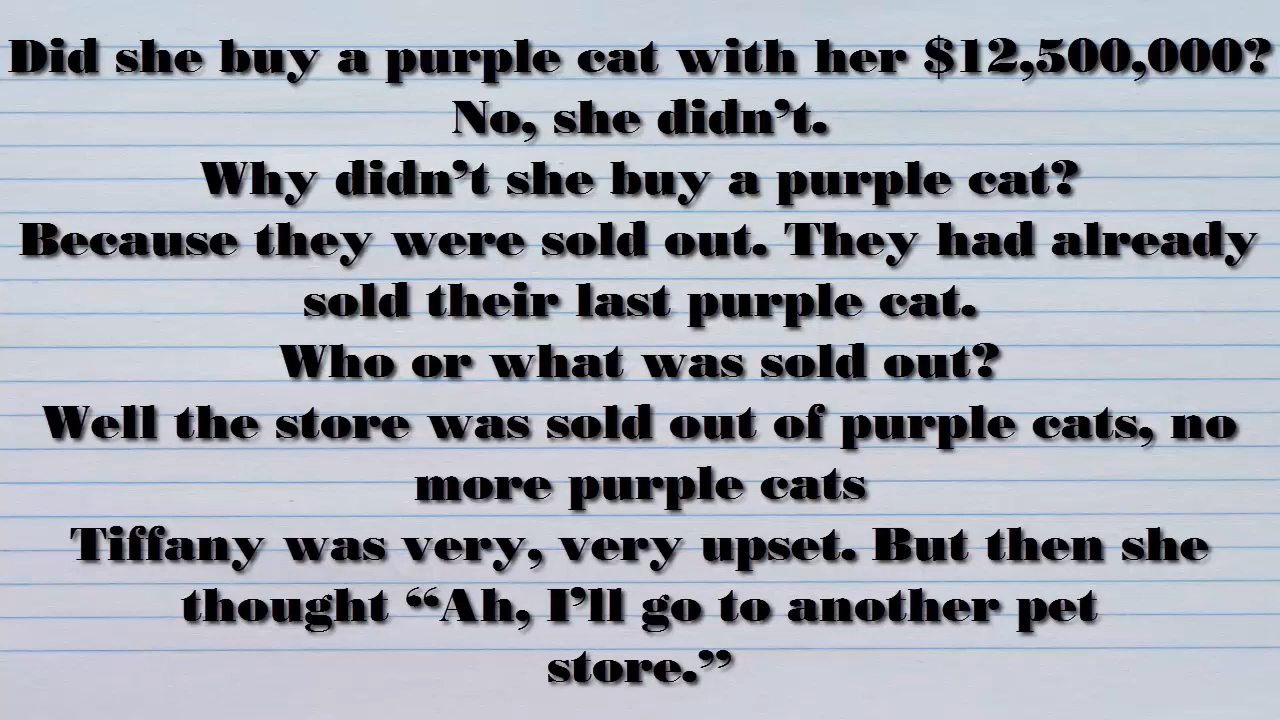 Did she buy a purple cat with her $12,500,000?
No, she didn’t.
Why didn’t she buy a purple cat?
Because they were sold out. They had already
sold their last purple cat.
Who or what was sold out?
Well the store was sold out of purple cats, no
more purple cats
Tiffany was very, very upset. But then she
thought “Ah, I’ll go to another pet
store.”